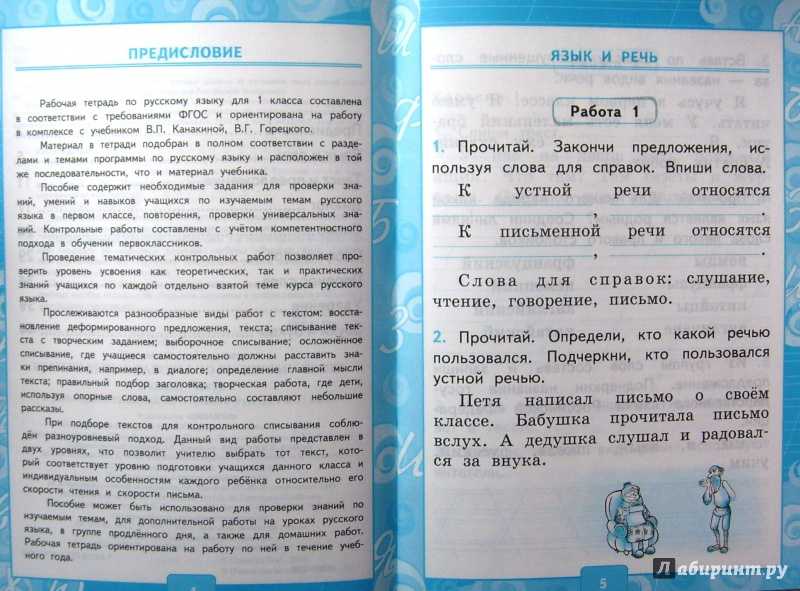 ПРЕДИСЛОВИЕ
Рабочая тетрадь по русскому языку для 1 класса составлена
в соответствии с требованиями ФГОС и ориентирована на работу
в комплексе с учебником В.П. Канакиной, В.Г. Горецкого.
Материал в тетради подобран в полном соответствии с разде-
лами и темами программы по русскому языку и расположен в той
же последовательности, что и материал учебника.
Пособие содержит необходимые задания для проверки зна-
ний, умений и навыков учащихся по изучаемым темам русского
языка в первом классе, повторения, проверки универсальных зна-
ний. Контрольные работы составлены с учётом компетентностного
подхода в обучении первоклассников.
Проведение тематических контрольных работ позволяет про-
верить уровень усвоения как теоретических, так и практических
знаний учащихся по каждой отдельно взятой теме курса русского
языка.
Прослеживаются разнообразные виды работ с текстом: восста-
новление деформированного предложения, текста; списывание тек-
ста с творческим заданием; выборочное списывание; осложнённое
списывание, где учащиеся самостоятельно должны расставить зна-
ки препинания, например, в диалоге; определение главной мысли
текста; правильный подбор заголовка; творческая работа, где дети,
используя опорные слова, самостоятельно составляют небольшие
рассказы.
При подборе текстов для контрольного списывания соблю-
дён разноуровневый подход. Данный вид работы представлен в
двух уровнях, что позволит учителю выбрать тот текст, кото-
рый соответствует уровню подготовки учащихся данного класса и
индивидуальным особенностям каждого ребёнка относительно его
скорости чтения и скорости письма.
Пособие может быть использовано для проверки знаний по
изучаемым темам, для дополнительной работы на уроках русского
языка, в группе продлённого дня, а также для домашних работ.
Рабочая тетрадь ориентирована на работу по ней в течение учеб-
ного года.
ЯЗЫК И РЕЧЬ
Работа 1
1. Прочитай. Закончи предложения, ис-
пользуя слова для справок. Впиши слова.
К устной речи относятся
, .
К письменной речи относятся
, .
Слова для справок: слушание,
чтение, говорение, письмо.
2. Прочитай. Определи, кто какой речью
пользовался. Подчеркни, кто пользовался
устной речью.
Петя написал письмо о своём
классе. Бабушка прочитала письмо
вслух. А дедушка слушал и радовал-
ся за внука.
5
Лабиринт.ру